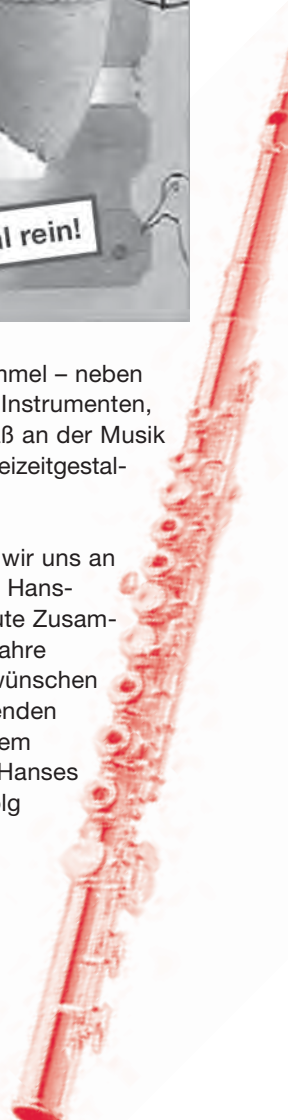 l rein!
mmel – neben
Instrumenten,
ß an der Musik
eizeitgestal-
wir uns an
Hans-
ute Zusam-
ahre
wünschen
enden
em
Hanses
lg